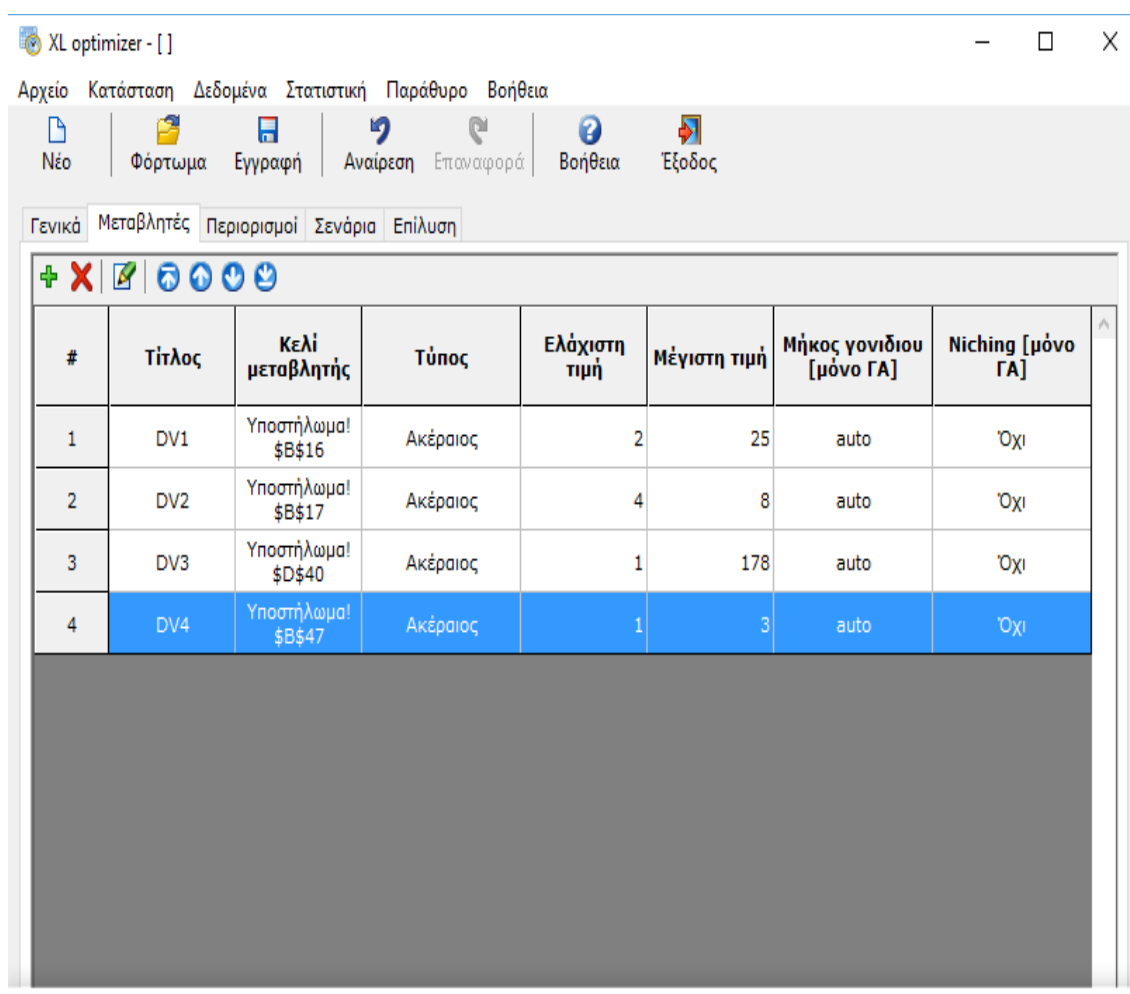 XL optimizer - [ ]
Αρχείο Κατάσταση Δεδομένα Στατιστική Παράθυρο Βοήθεια
Νέο Φόρτωμα Εγγραφή Αναίρεση Επαναφορά Βοήθεια Έξοδος
Γενικά Μεταβλητές Περιορισμοί Σενάρια Επίλυση
# Τίτλος Κελί μεταβλητής Τύπος Ελάχιστη τιμή Μέγιστη τιμή Μήκος γονιδιου [μόνο ΓΑ] Niching [μόνο ΓΑ]
1 DV1 Υποστήλωμα!$B$16 Ακέραιος 2 25 auto Όχι
2 DV2 Υποστήλωμα!$B$17 Ακέραιος 4 8 auto Όχι
3 DV3 Υποστήλωμα!$D$40 Ακέραιος 1 178 auto Όχι
4 DV4 Υποστήλωμα!$B$47 Ακέραιος 1 3 auto Όχι